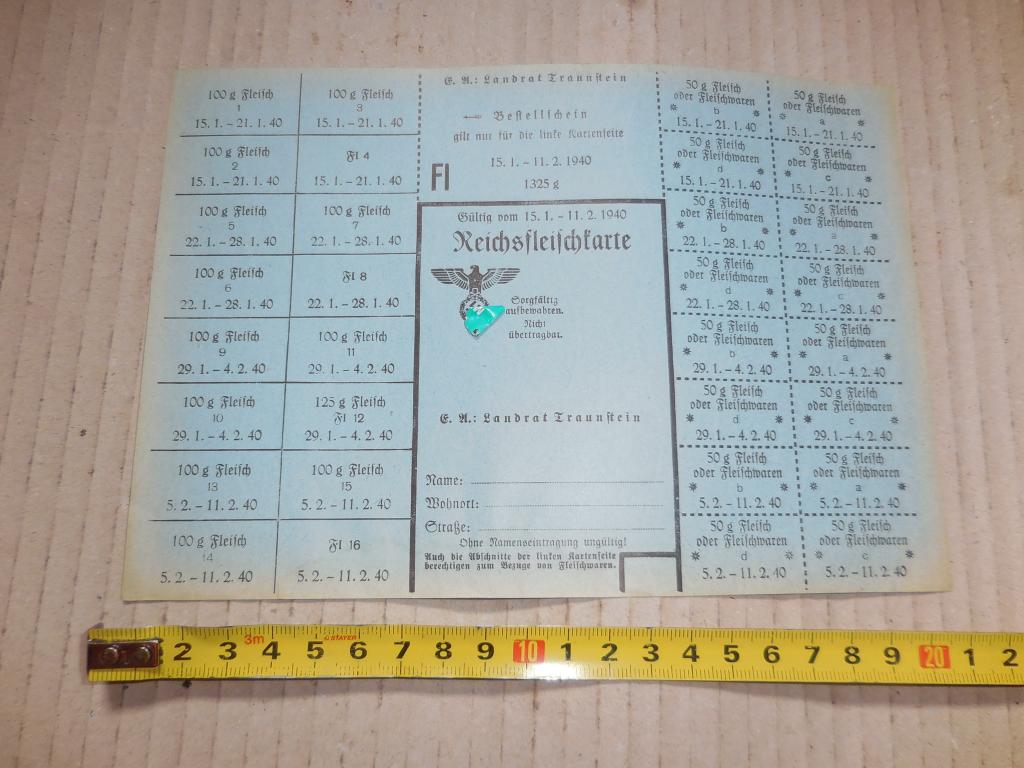 100 g Fleisch
1
15. 1. – 21. 1. 40
100 g Fleisch
3
15. 1. – 21. 1. 40
100 g Fleisch
2
15. 1. – 21. 1. 40
Fl 4
15. 1. – 21. 1. 40
100 g Fleisch
5
22. 1. – 28. 1. 40
100 g Fleisch
7
22. 1. – 28. 1. 40
100 g Fleisch
6
22. 1. – 28. 1. 40
Fl 8
22. 1. – 28. 1. 40
100 g Fleisch
9
29. 1. – 4. 2. 40
100 g Fleisch
11
29. 1. – 4. 2. 40
100 g Fleisch
10
29. 1. – 4. 2. 40
125 g Fleisch
Fl 12
29. 1. – 4. 2. 40
100 g Fleisch
13
5. 2. – 11. 2. 40
100 g Fleisch
15
5. 2. – 11. 2. 40
100 g Fleisch
14
5. 2. – 11. 2. 40
Fl 16
5. 2. – 11. 2. 40
E. A.: Landrat Traunstein
Bestellschein
gilt nur für die linke Kartenseite
15. 1. – 11. 2. 1940
Fl
1325 g
Gültig vom 15. 1. – 11. 2. 1940
Reichsfleischkarte
Sorgfältig
aufbewahren.
Nicht
übertragbar.
E. A.: Landrat Traunstein
Name:
Wohnort:
Straße:
Ohne Namenseintragung ungültig!
Auch die Abschnitte der linken Kartenseite
berechtigen zum Bezuge von Fleischwaren.
50 g Fleisch
oder Fleischwaren
b
15. 1. – 21. 1. 40
50 g Fleisch
oder Fleischwaren
a
15. 1. – 21. 1. 40
50 g Fleisch
oder Fleischwaren
d
15. 1. – 21. 1. 40
50 g Fleisch
oder Fleischwaren
c
15. 1. – 21. 1. 40
50 g Fleisch
oder Fleischwaren
b
22. 1. – 28. 1. 40
50 g Fleisch
oder Fleischwaren
a
22. 1. – 28. 1. 40
50 g Fleisch
oder Fleischwaren
d
22. 1. – 28. 1. 40
50 g Fleisch
oder Fleischwaren
c
22. 1. – 28. 1. 40
50 g Fleisch
oder Fleischwaren
b
29. 1. – 4. 2. 40
50 g Fleisch
oder Fleischwaren
a
29. 1. – 4. 2. 40
50 g Fleisch
oder Fleischwaren
d
29. 1. – 4. 2. 40
50 g Fleisch
oder Fleischwaren
c
29. 1. – 4. 2. 40
50 g Fleisch
oder Fleischwaren
b
5. 2. – 11. 2. 40
50 g Fleisch
oder Fleischwaren
a
5. 2. – 11. 2. 40
50 g Fleisch
oder Fleischwaren
d
5. 2. – 11. 2. 40
50 g Fleisch
oder Fleischwaren
c
5. 2. – 11. 2. 40
3m STAYER
2 3 4 5 6 7 8 9 10 1 2 3 4 5 6 7 8 9 20 1 2